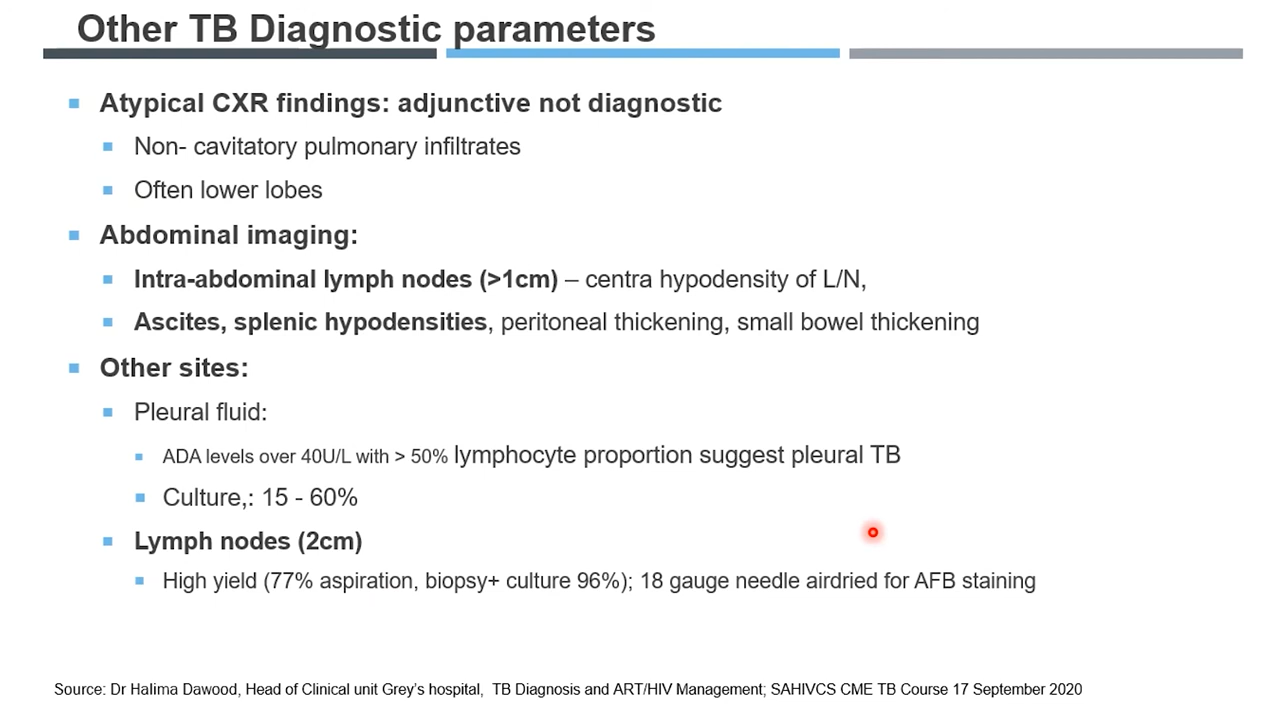 Other TB Diagnostic parameters
Atypical CXR findings: adjunctive not diagnostic
Non- cavitatory pulmonary infiltrates
Often lower lobes
Abdominal imaging:
Intra-abdominal lymph nodes (>1cm) – centra hypodensity of L/N,
Ascites, splenic hypodensities, peritoneal thickening, small bowel thickening
Other sites:
Pleural fluid:
ADA levels over 40U/L with > 50% lymphocyte proportion suggest pleural TB
Culture,: 15 - 60%
Lymph nodes (2cm)
High yield (77% aspiration, biopsy+ culture 96%); 18 gauge needle airdried for AFB staining
Source: Dr Halima Dawood, Head of Clinical unit Grey's hospital, TB Diagnosis and ART/HIV Management; SAHIVCS CME TB Course 17 September 2020